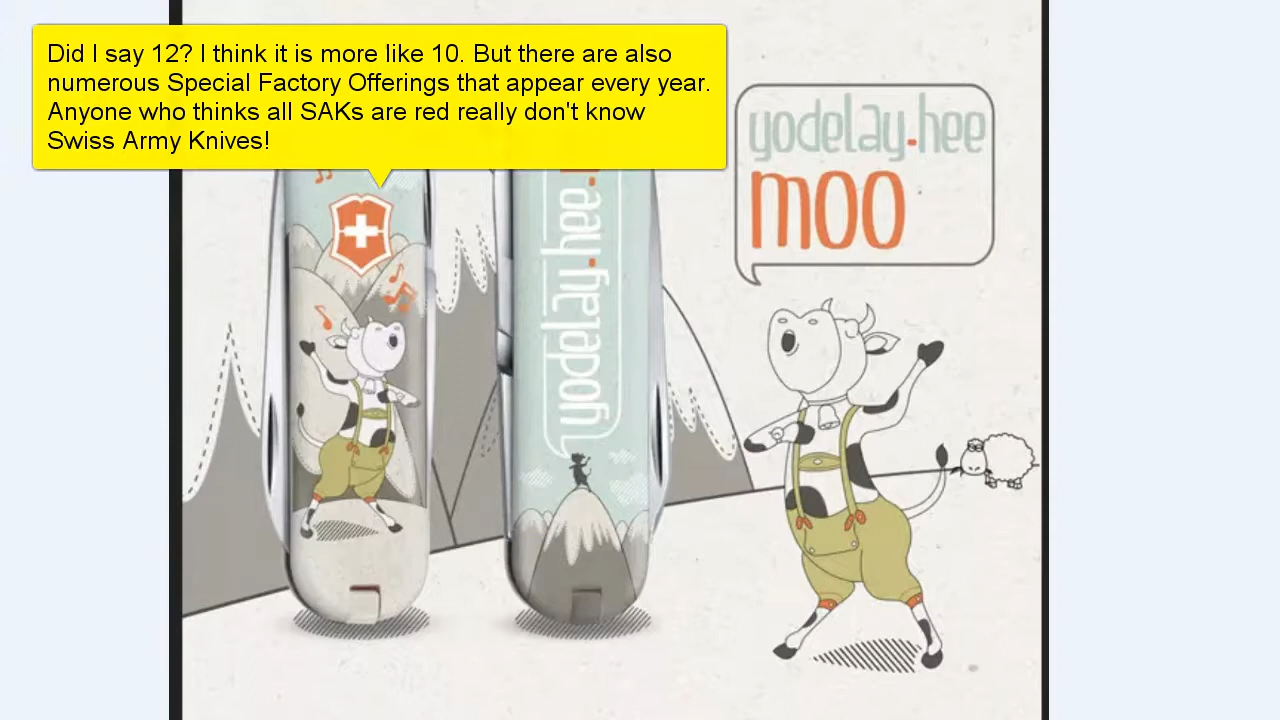 Did I say 12? I think it is more like 10. But there are also
numerous Special Factory Offerings that appear every year.
Anyone who thinks all SAKs are red really don't know
Swiss Army Knives!
yodelay-hee
moo
yodelay-hee-